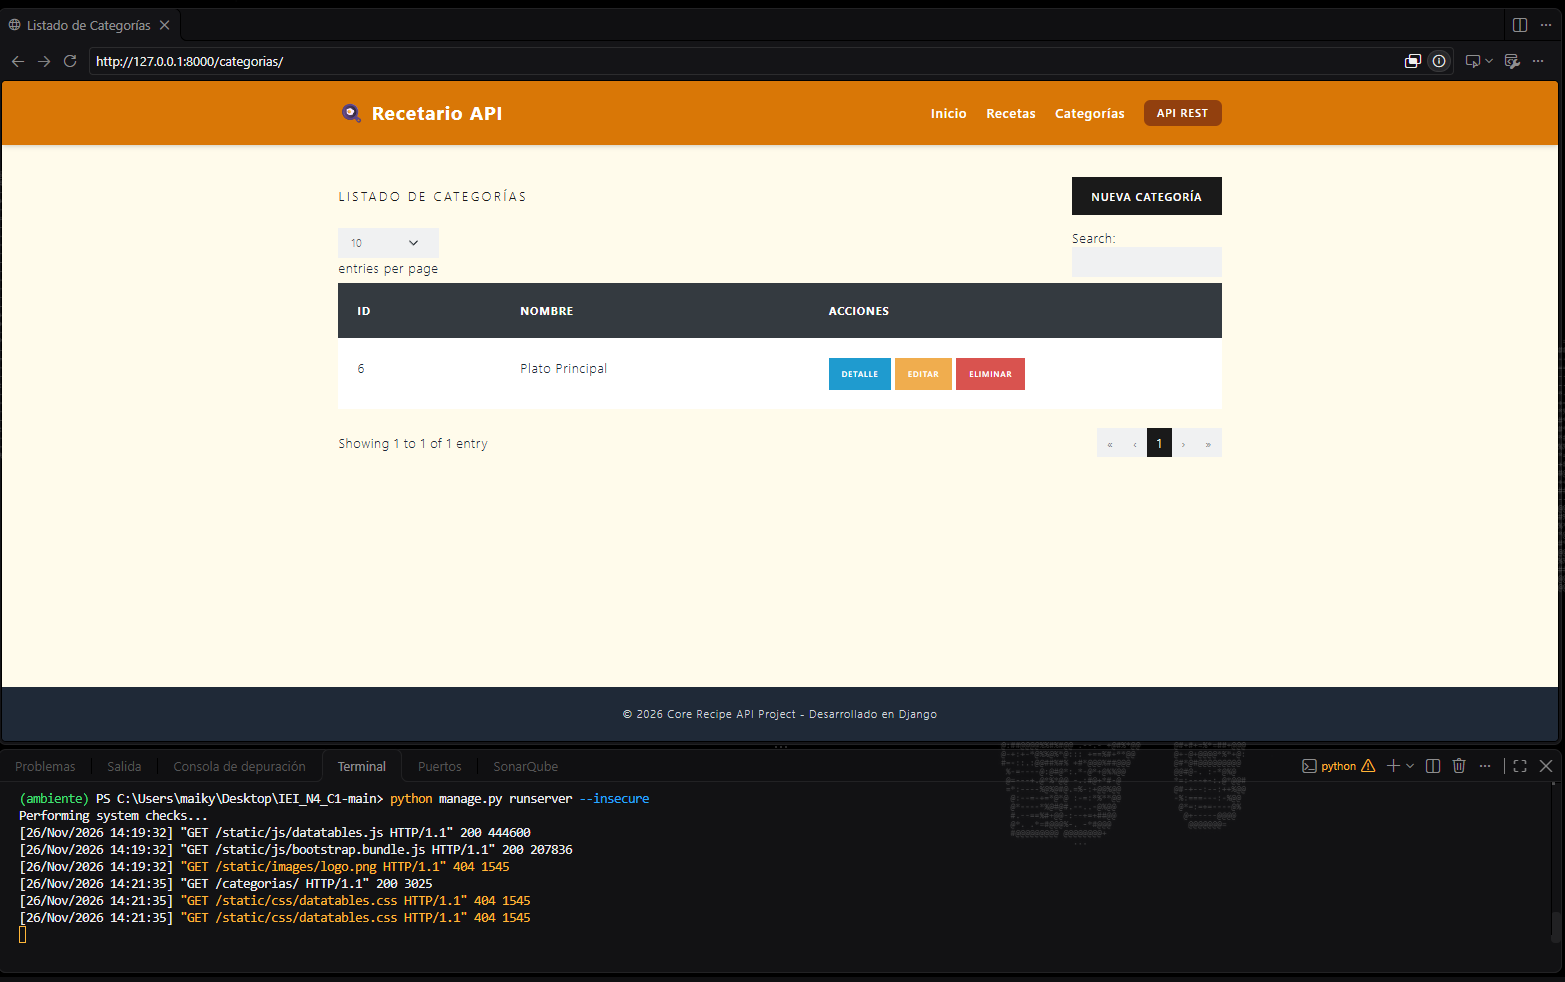 Listado de Categorías
http://127.0.0.1:8000/categorias/
Recetario API
Inicio Recetas Categorías API REST
LISTADO DE CATEGORÍAS
NUEVA CATEGORÍA
10
entries per page
Search:
ID NOMBRE ACCIONES
6 Plato Principal DETALLE EDITAR ELIMINAR
Showing 1 to 1 of 1 entry
« ‹ 1 › »
© 2026 Core Recipe API Project - Desarrollado en Django
Problemas Salida Consola de depuración Terminal Puertos SonarQube
python
(ambiente) PS C:\Users\maiky\Desktop\IEI_N4_C1-main> python manage.py runserver --insecure
Performing system checks...
[26/Nov/2026 14:19:32] "GET /static/js/datatables.js HTTP/1.1" 200 444600
[26/Nov/2026 14:19:32] "GET /static/js/bootstrap.bundle.js HTTP/1.1" 200 207836
[26/Nov/2026 14:19:32] "GET /static/images/logo.png HTTP/1.1" 404 1545
[26/Nov/2026 14:21:35] "GET /categorias/ HTTP/1.1" 200 3025
[26/Nov/2026 14:21:35] "GET /static/css/datatables.css HTTP/1.1" 404 1545
[26/Nov/2026 14:21:35] "GET /static/css/datatables.css HTTP/1.1" 404 1545